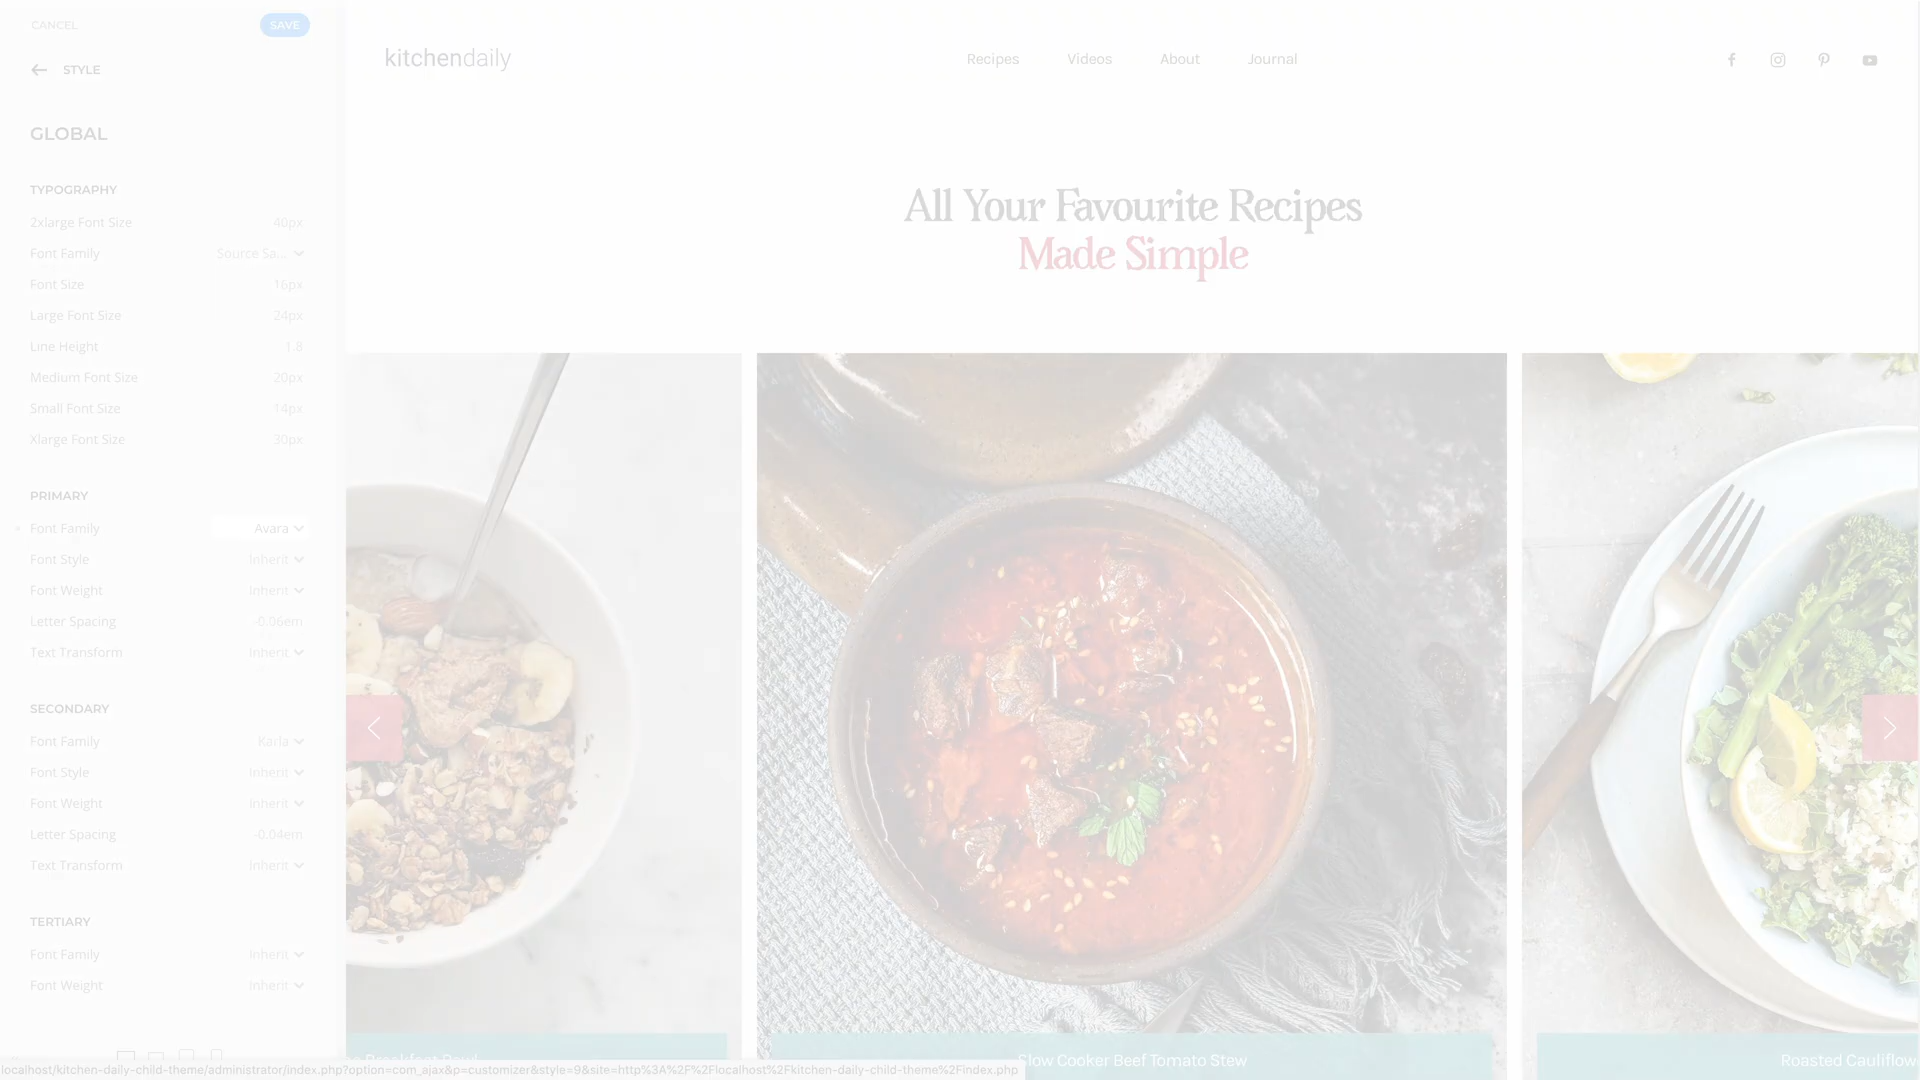 CANCEL
SAVE
STYLE
GLOBAL
TYPOGRAPHY
2xlarge Font Size 40px
Font Family Source Sa...
Font Size 16px
Large Font Size 24px
Line Height 1.8
Medium Font Size 20px
Small Font Size 14px
Xlarge Font Size 30px
PRIMARY
Font Family Avara
Font Style Inherit
Font Weight Inherit
Letter Spacing -0.06em
Text Transform Inherit
SECONDARY
Font Family Karla
Font Style Inherit
Font Weight Inherit
Letter Spacing -0.04em
Text Transform Inherit
TERTIARY
Font Family Inherit
Font Weight Inherit
localhost/kitchen-daily-child-theme/administrator/index.php?option=com_ajax&p=customizer&style=9&site=http%3A%2F%2Flocalhost%2Fkitchen-daily-child-theme%2Findex.php
kitchendaily
Recipes Videos About Journal
All Your Favourite Recipes
Made Simple
Breakfast Bowl
Slow Cooker Beef Tomato Stew
Roasted Cauliflow